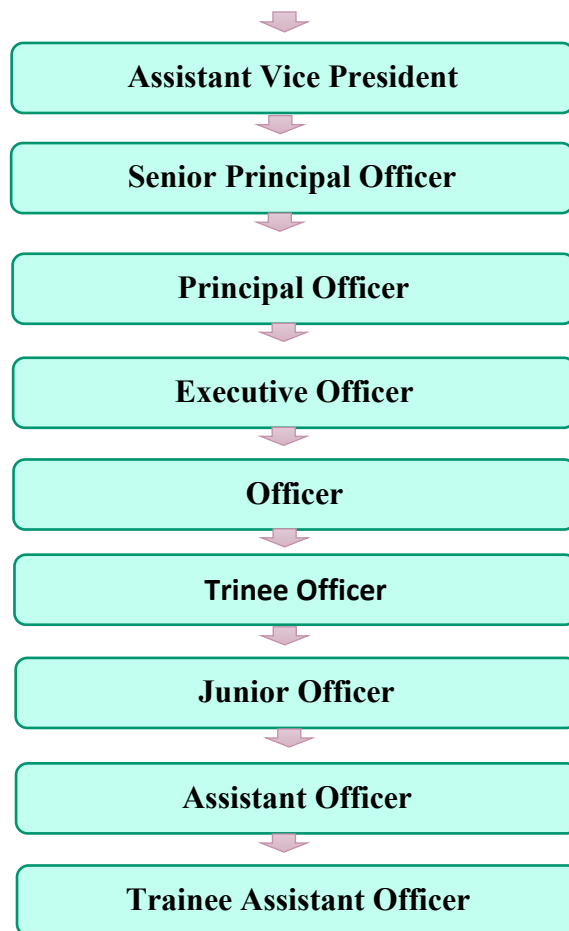 Assistant Vice President
Senior Principal Officer
Principal Officer
Executive Officer
Officer
Trinee Officer
Junior Officer
Assistant Officer
Trainee Assistant Officer